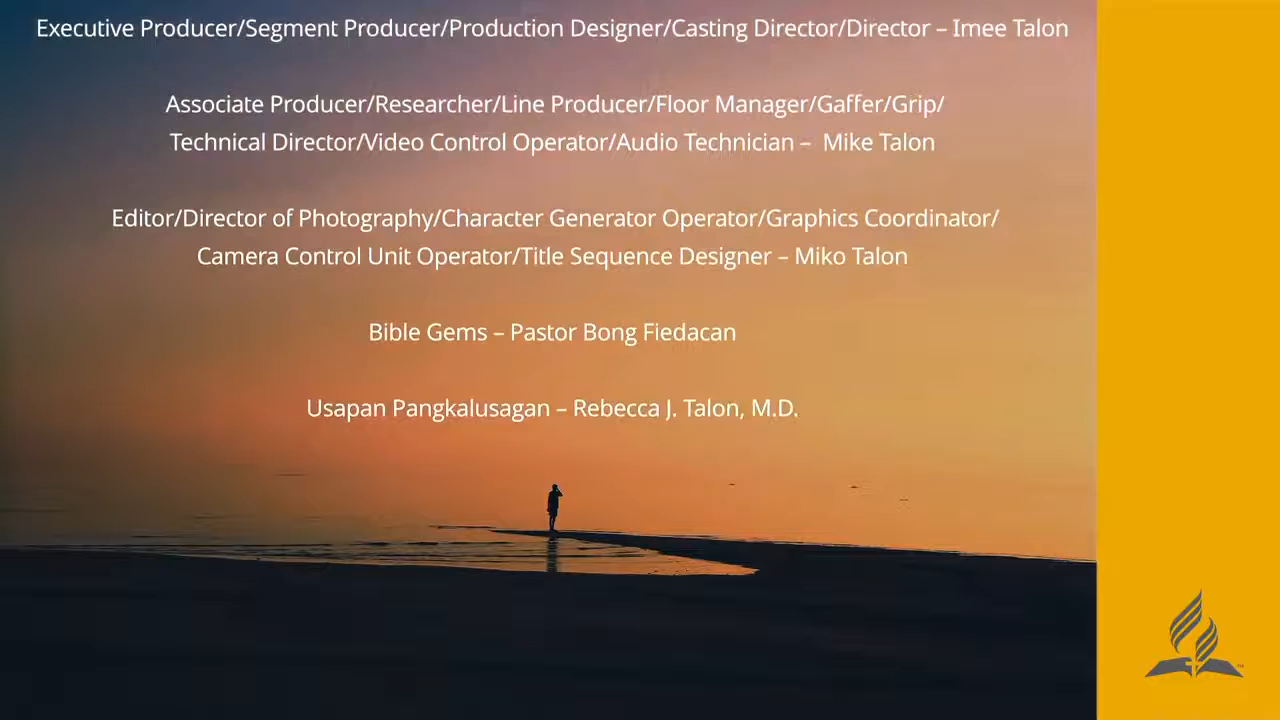 Executive Producer/Segment Producer/Production Designer/Casting Director/Director – Imee Talon
Associate Producer/Researcher/Line Producer/Floor Manager/Gaffer/Grip/
Technical Director/Video Control Operator/Audio Technician –  Mike Talon
Editor/Director of Photography/Character Generator Operator/Graphics Coordinator/
Camera Control Unit Operator/Title Sequence Designer – Miko Talon
Bible Gems – Pastor Bong Fiedacan
Usapan Pangkalusagan – Rebecca J. Talon, M.D.